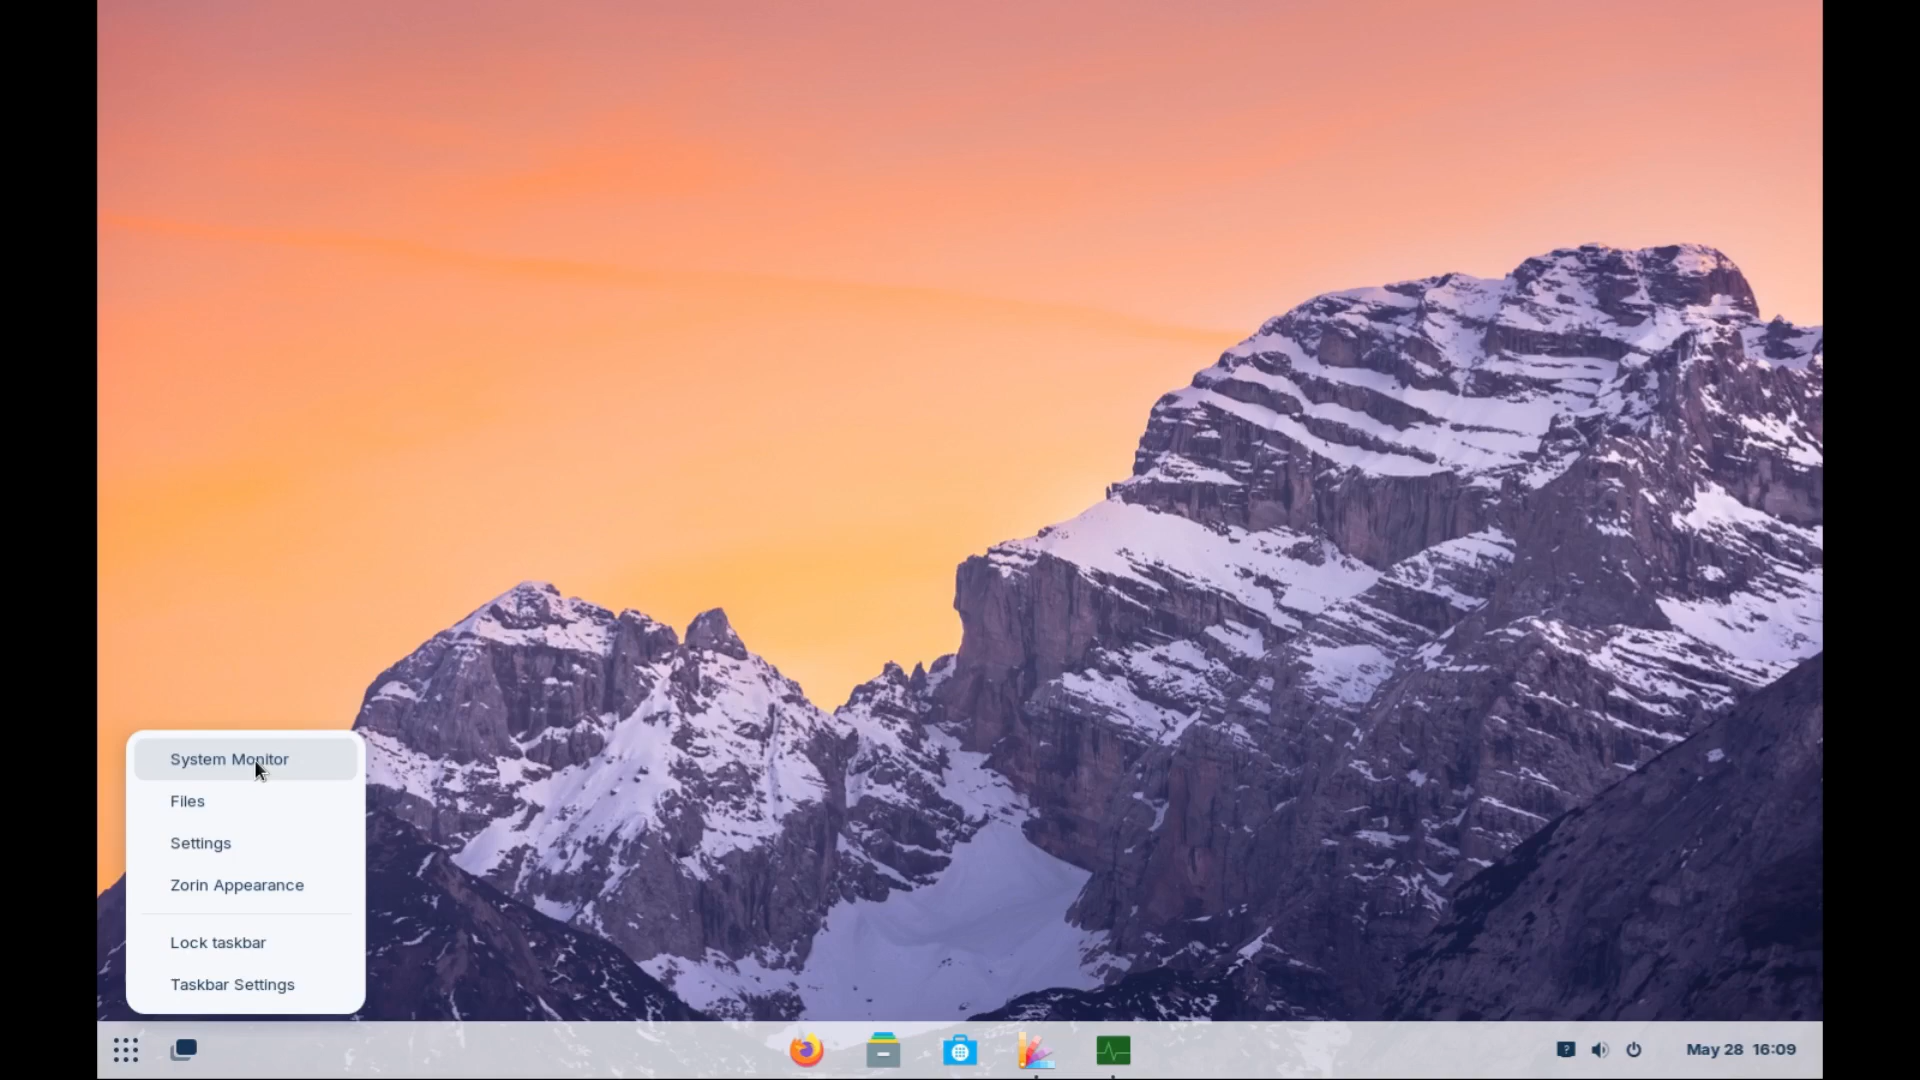 System Monitor
Files
Settings
Zorin Appearance
Lock taskbar
Taskbar Settings
?
May 28 16:09